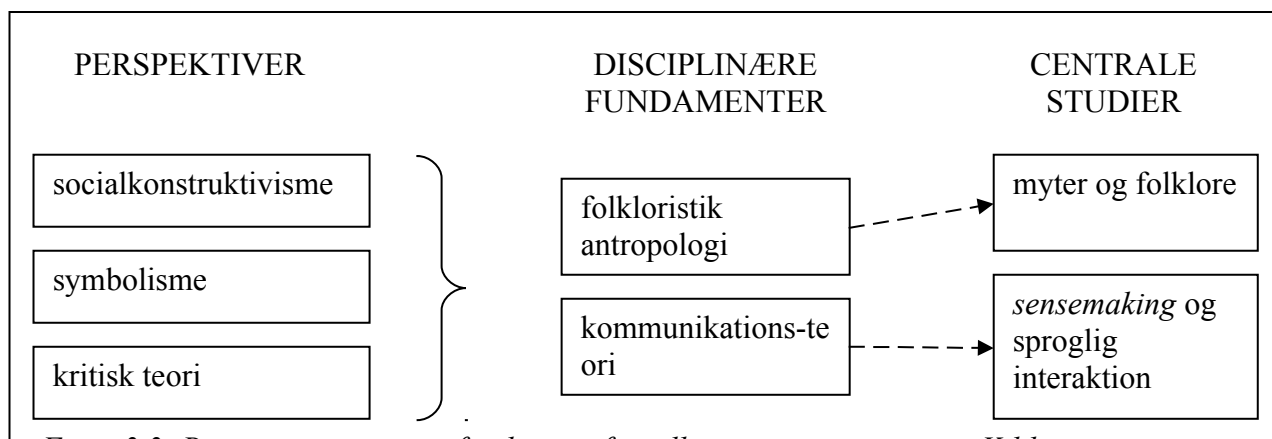 PERSPEKTIVER
DISCIPLINÆRE
FUNDAMENTER
CENTRALE
STUDIER
socialkonstruktivisme
symbolisme
kritisk teori
folkloristik
antropologi
kommunikations-te
ori
myter og folklore
sensemaking og
sproglig
interaktion